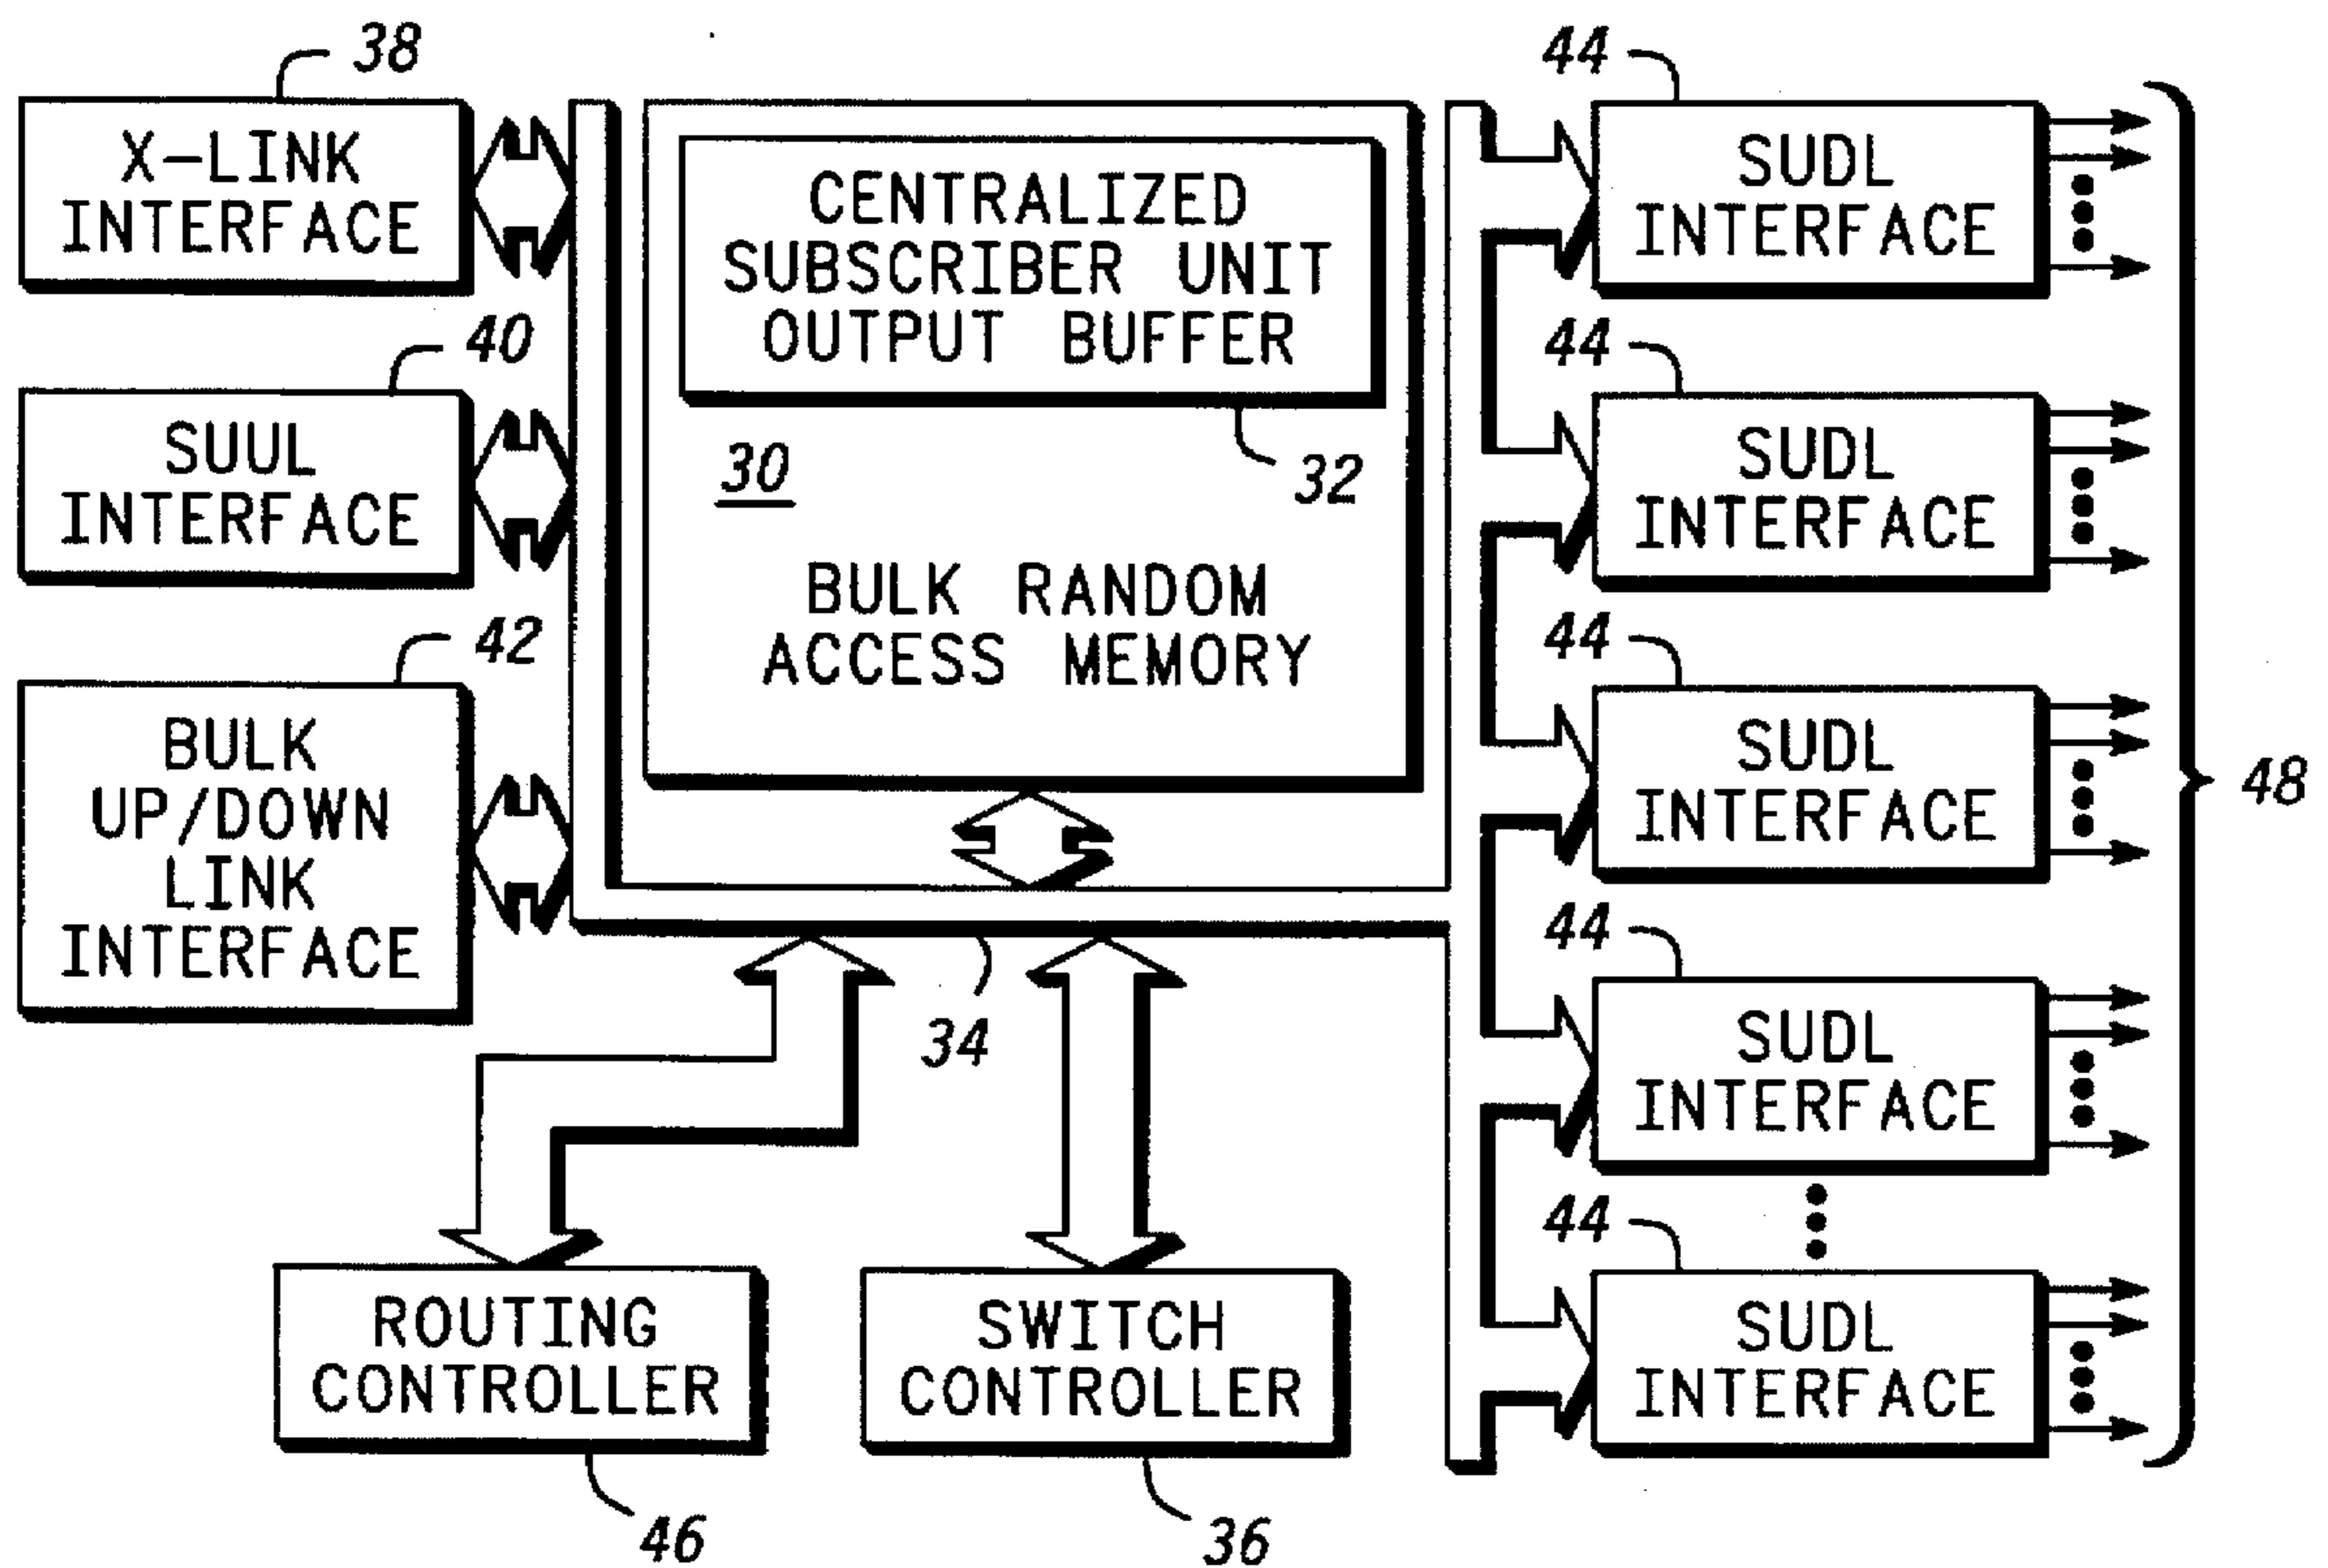 38
X-LINK
INTERFACE
40
SUUL
INTERFACE
42
BULK
UP/DOWN
LINK
INTERFACE
CENTRALIZED
SUBSCRIBER UNIT
OUTPUT BUFFER
32
30
BULK RANDOM
ACCESS MEMORY
34
ROUTING
CONTROLLER
46
SWITCH
CONTROLLER
36
44
SUDL
INTERFACE
44
SUDL
INTERFACE
44
SUDL
INTERFACE
44
SUDL
INTERFACE
44
SUDL
INTERFACE
48